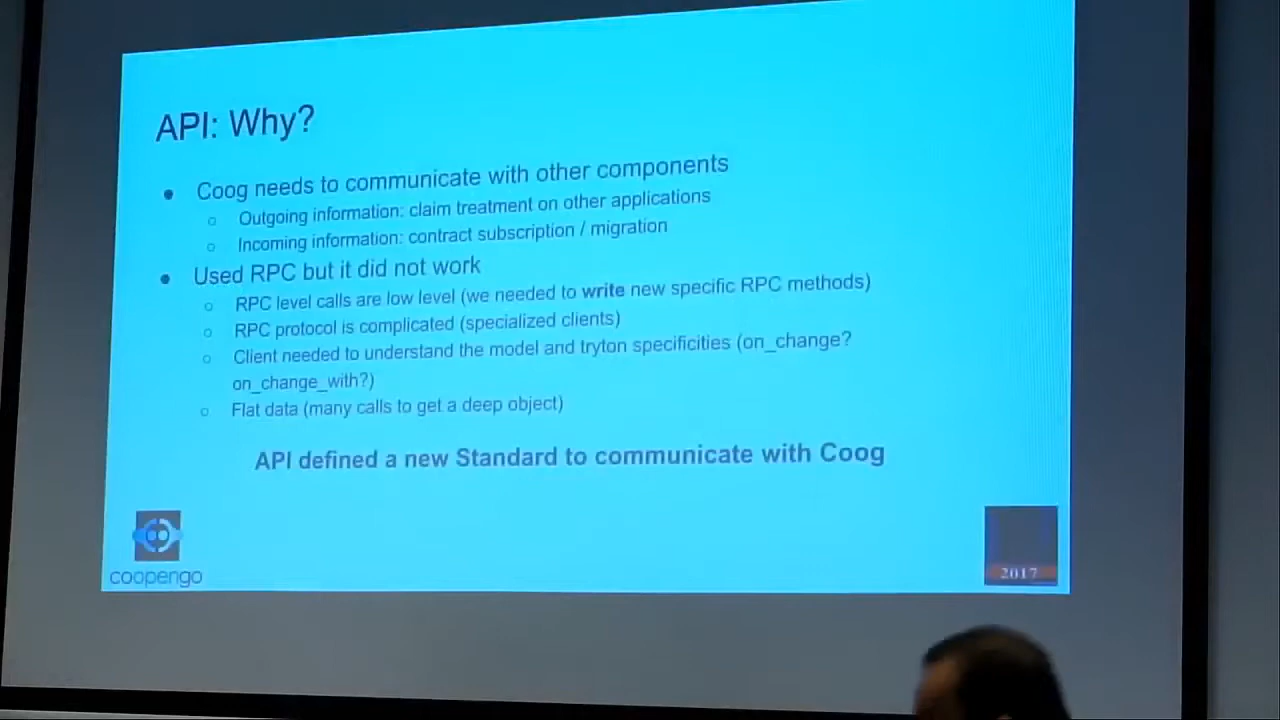 API: Why?
● Coog needs to communicate with other components
○ Outgoing information: claim treatment on other applications
○ Incoming information: contract subscription / migration
● Used RPC but it did not work
○ RPC level calls are low level (we needed to write new specific RPC methods)
○ RPC protocol is complicated (specialized clients)
○ Client needed to understand the model and tryton specificities (on_change?
on_change_with?)
○ Flat data (many calls to get a deep object)
API defined a new Standard to communicate with Coog
coopengo
2017